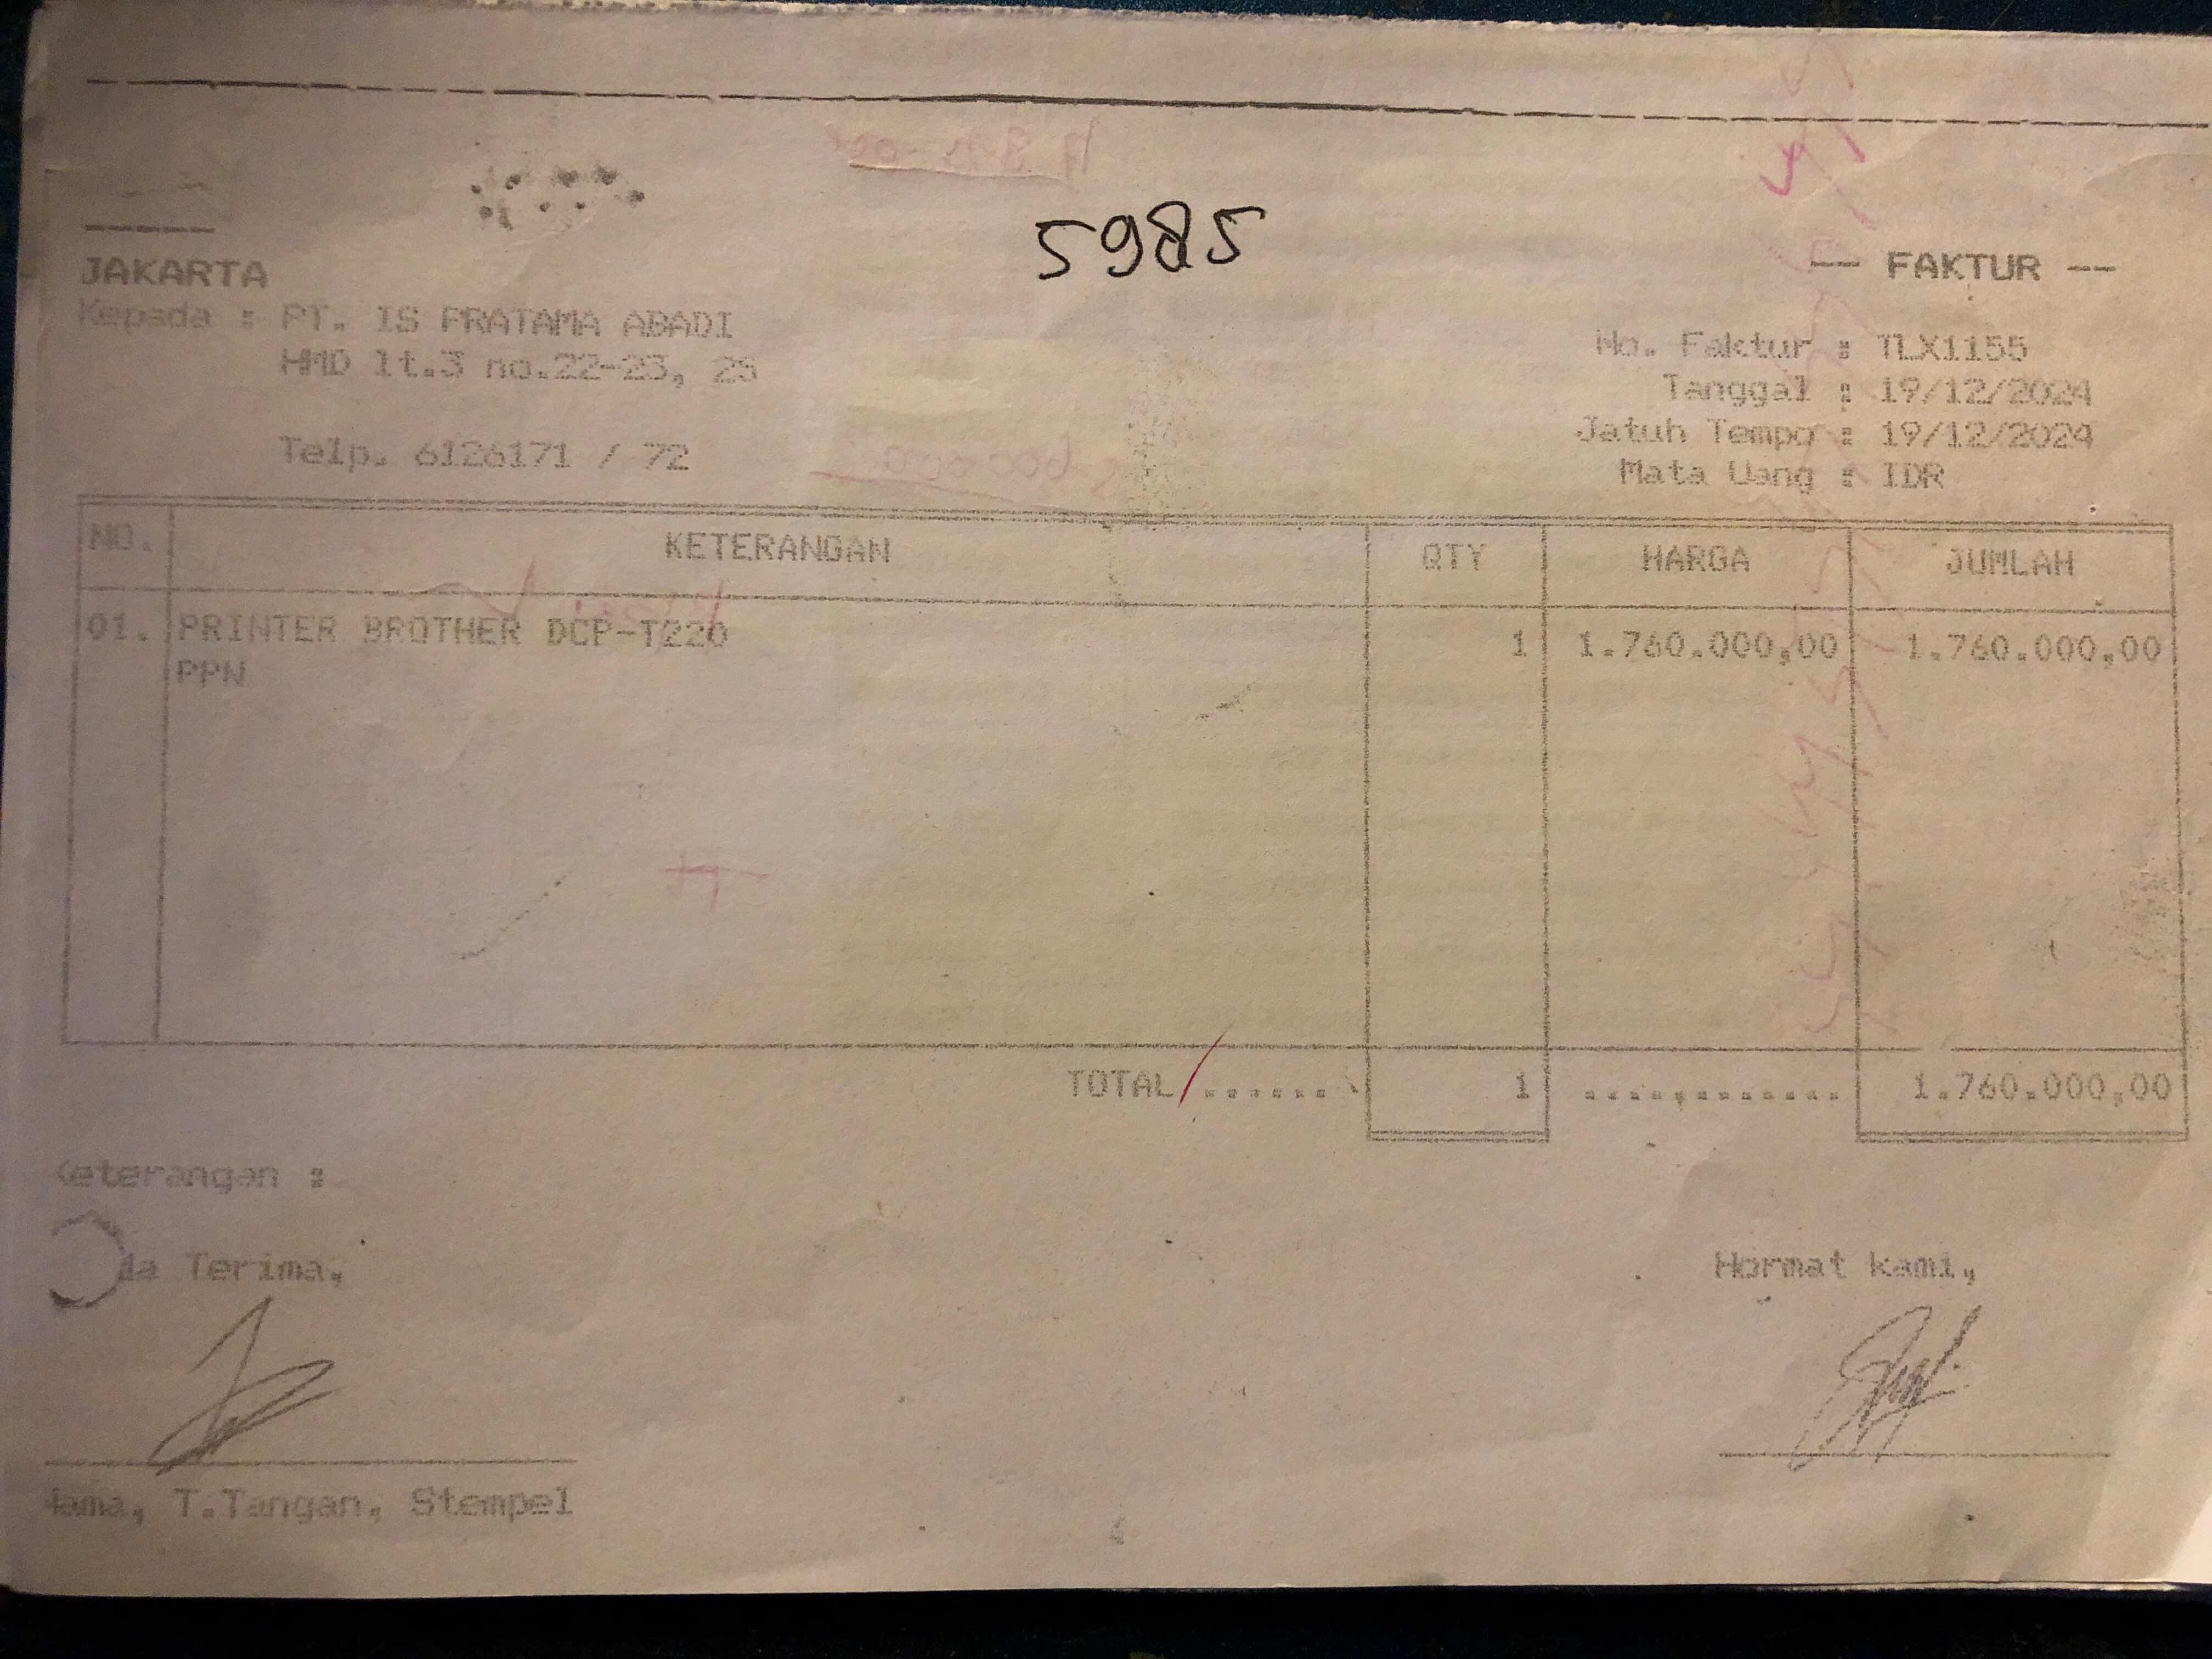 5985
JAKARTA
-- FAKTUR --
Kepada : PT. IS PRATAMA ABADI
HMD lt.3 no.22-23, 25
No. Faktur : TLX1155
Tanggal : 19/12/2024
Jatuh Tempo : 19/12/2024
Telp. 6126171 / 72
Mata Uang : IDR
NO. KETERANGAN QTY HARGA JUMLAH
01. PRINTER BROTHER DCP-T220 1 1.760.000,00 1.760.000,00
PPN
TOTAL ....... 1 ............. 1.760.000,00
Keterangan :
da Terima, Hormat kami,
Nama, T.Tangan, Stempel